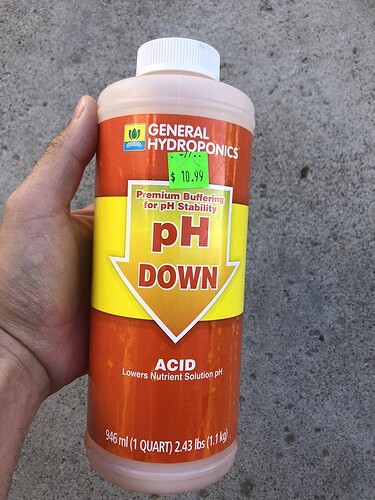 GENERAL
HYDROPONICS
$ 10.99
Premium Buffering
for pH Stability
pH
DOWN
ACID
Lowers Nutrient Solution pH
946 ml (1 QUART) 2.43 lbs (1.1 kg)